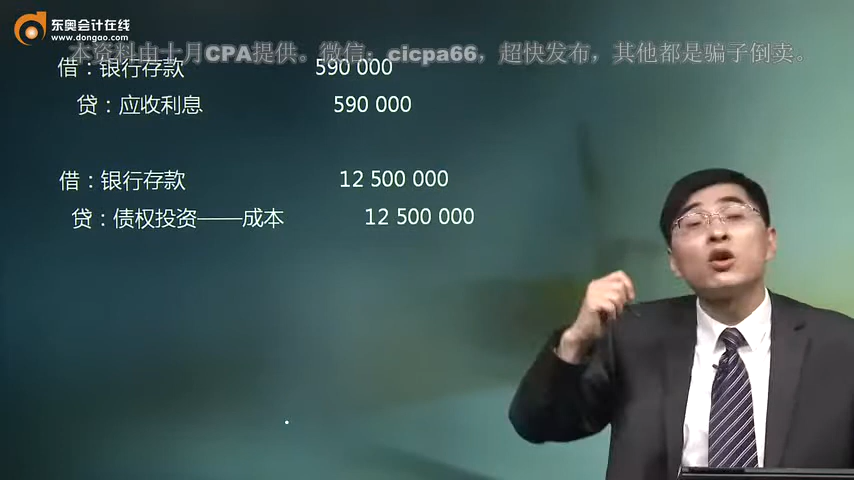 东奥会计在线
www.dongao.com
本资料由十月CPA提供。微信：cicpa66，超快发布，其他都是骗子倒卖。
借：银行存款 590 000
贷：应收利息 590 000
借：银行存款 12 500 000
贷：债权投资——成本 12 500 000